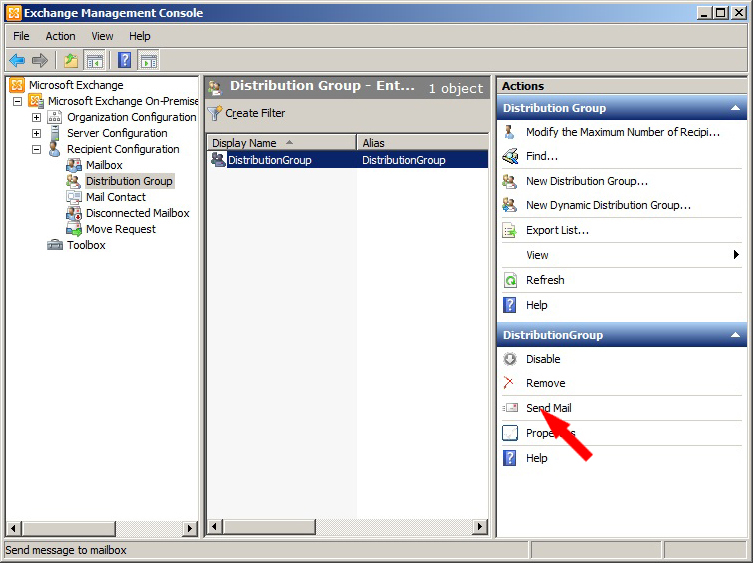 Exchange Management Console
File Action View Help
Microsoft Exchange
Microsoft Exchange On-Premise
Organization Configuration
Server Configuration
Recipient Configuration
Mailbox
Distribution Group
Mail Contact
Disconnected Mailbox
Move Request
Toolbox
Distribution Group - Ent... 1 object
Create Filter
Display Name Alias
DistributionGroup DistributionGroup
Actions
Distribution Group
Modify the Maximum Number of Recipi...
Find...
New Distribution Group...
New Dynamic Distribution Group...
Export List...
View
Refresh
Help
DistributionGroup
Disable
Remove
Send Mail
Properties
Help
Send message to mailbox